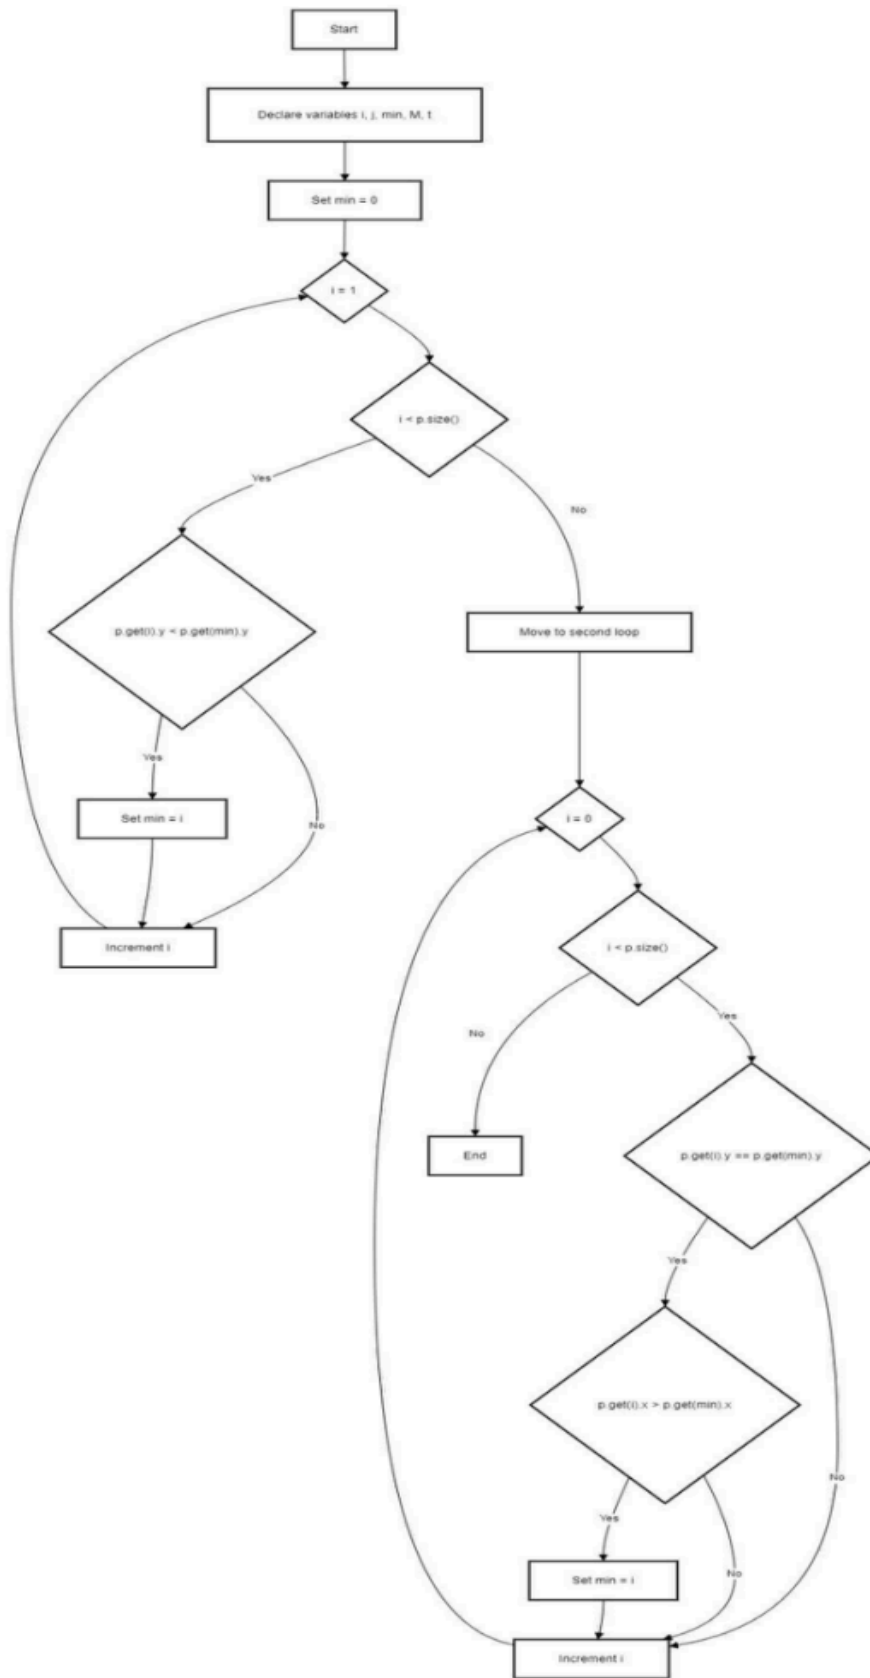 Start
Declare variables i, j, min, M, t
Set min = 0
i = 1
i < p.size()
Yes
No
p.get(i).y < p.get(min).y
Move to second loop
Yes
Set min = i
No
i = 0
Increment i
i < p.size()
No
Yes
End
p.get(i).y == p.get(min).y
Yes
p.get(i).x > p.get(min).x
No
Yes
No
Set min = i
Increment i